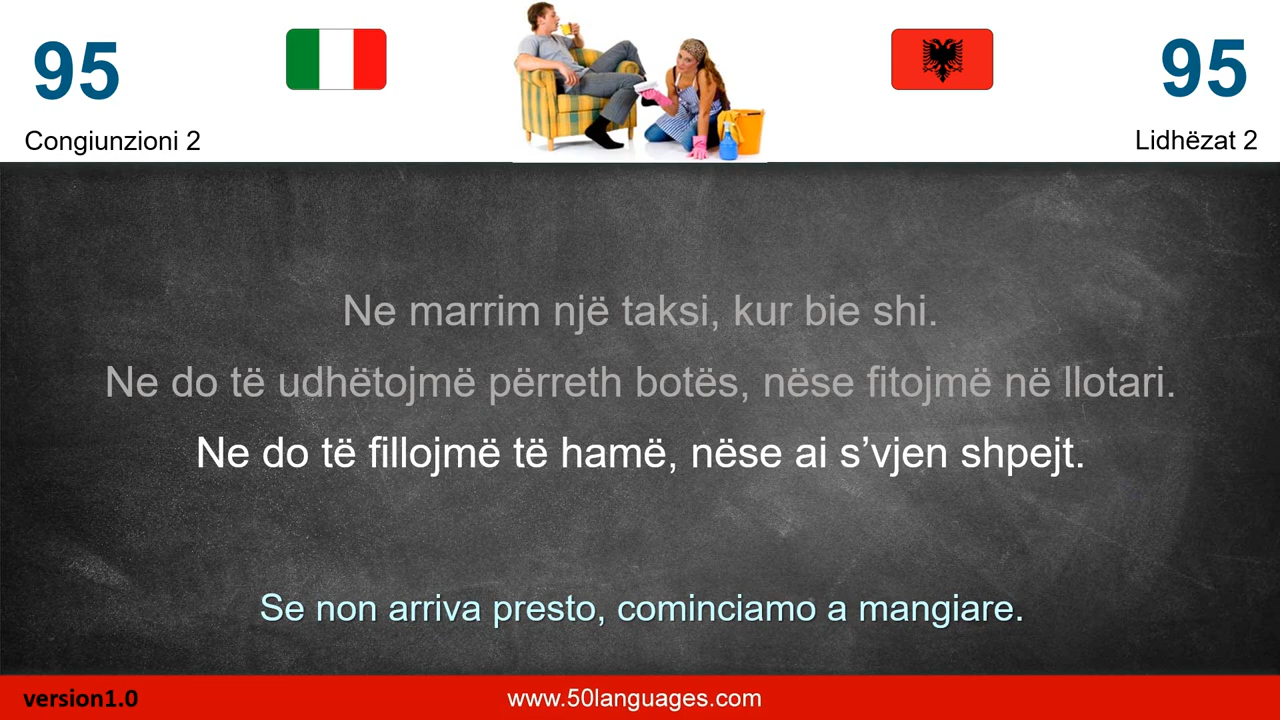 95
95
Congiunzioni 2
Lidhëzat 2
Ne marrim një taksi, kur bie shi.
Ne do të udhëtojmë përreth botës, nëse fitojmë në llotari.
Ne do të fillojmë të hamë, nëse ai s’vjen shpejt.
Se non arriva presto, cominciamo a mangiare.
version1.0
www.50languages.com